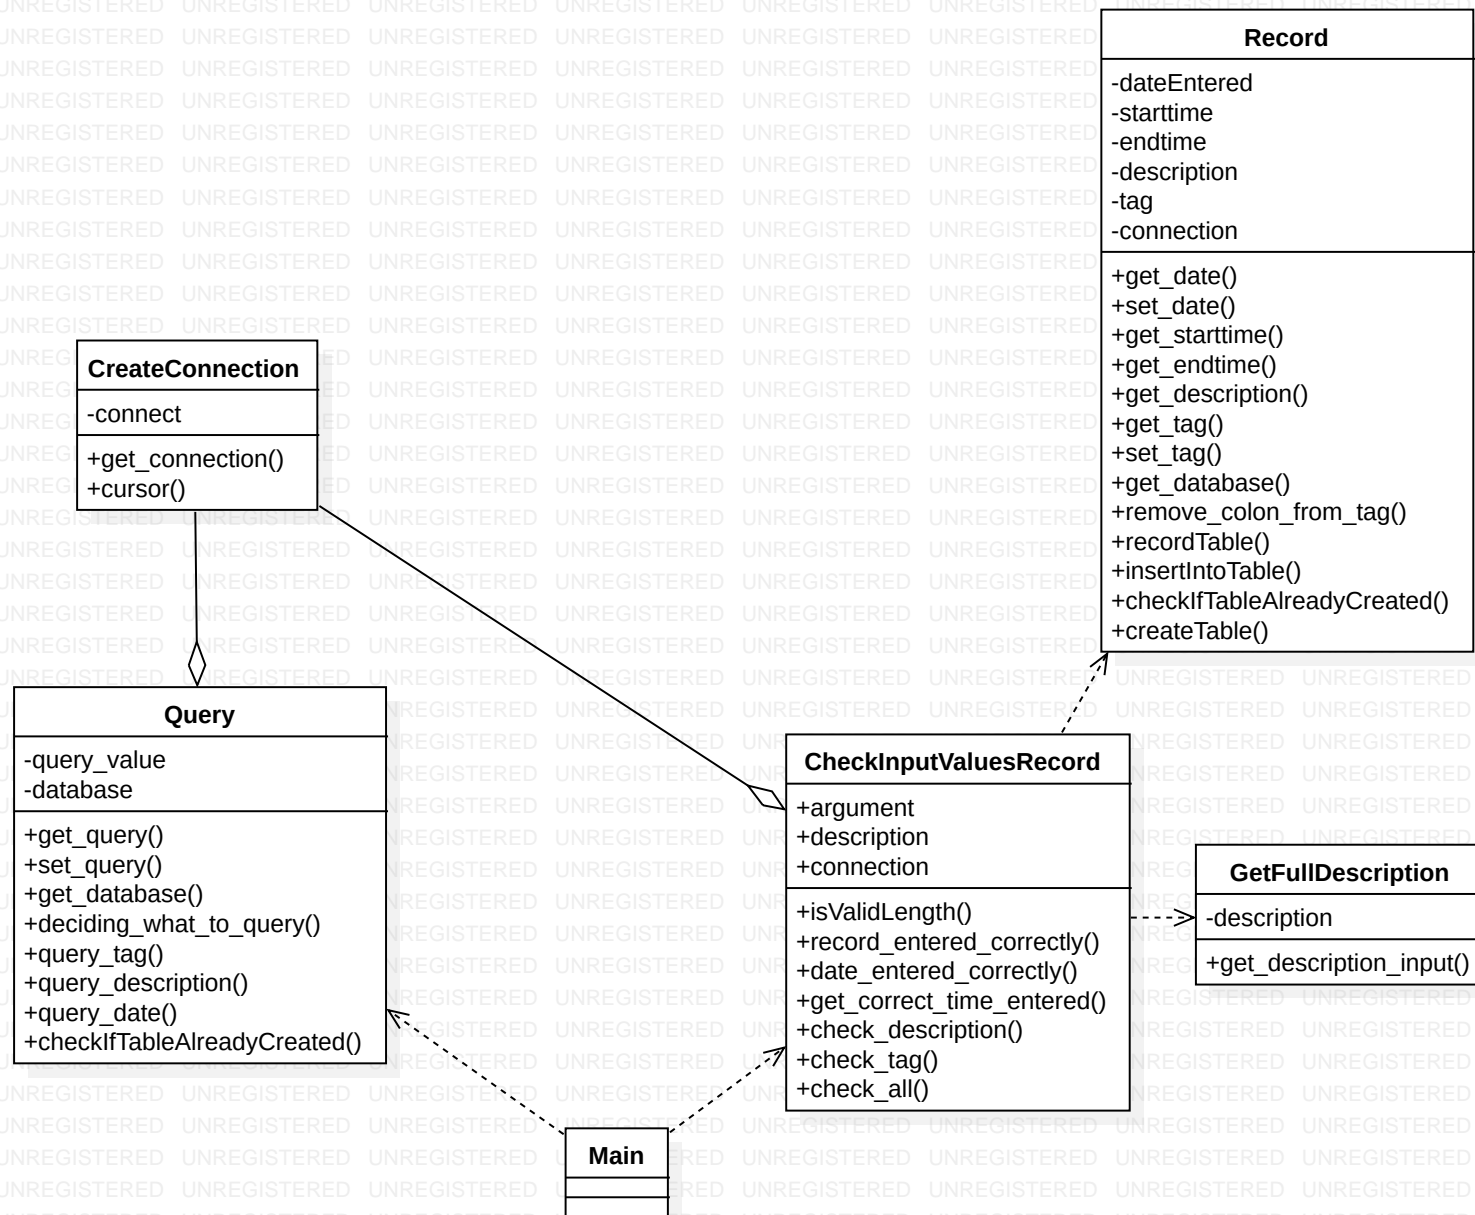 Record
-dateEntered
-starttime
-endtime
-description
-tag
-connection
+get_date()
+set_date()
+get_starttime()
+get_endtime()
+get_description()
+get_tag()
+set_tag()
+get_database()
+remove_colon_from_tag()
+recordTable()
+insertIntoTable()
+checkIfTableAlreadyCreated()
+createTable()
CreateConnection
-connect
+get_connection()
+cursor()
Query
-query_value
-database
+get_query()
+set_query()
+get_database()
+deciding_what_to_query()
+query_tag()
+query_description()
+query_date()
+checkIfTableAlreadyCreated()
CheckInputValuesRecord
+argument
+description
+connection
+isValidLength()
+record_entered_correctly()
+date_entered_correctly()
+get_correct_time_entered()
+check_description()
+check_tag()
+check_all()
GetFullDescription
-description
+get_description_input()
Main
UNREGISTERED